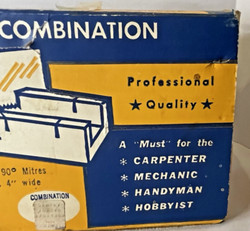 COMBINATION
Professional
★ Quality ★
A "Must" for the
* CARPENTER
* MECHANIC
* HANDYMAN
* HOBBYIST
90° Mitres
4" wide
COMBINATION